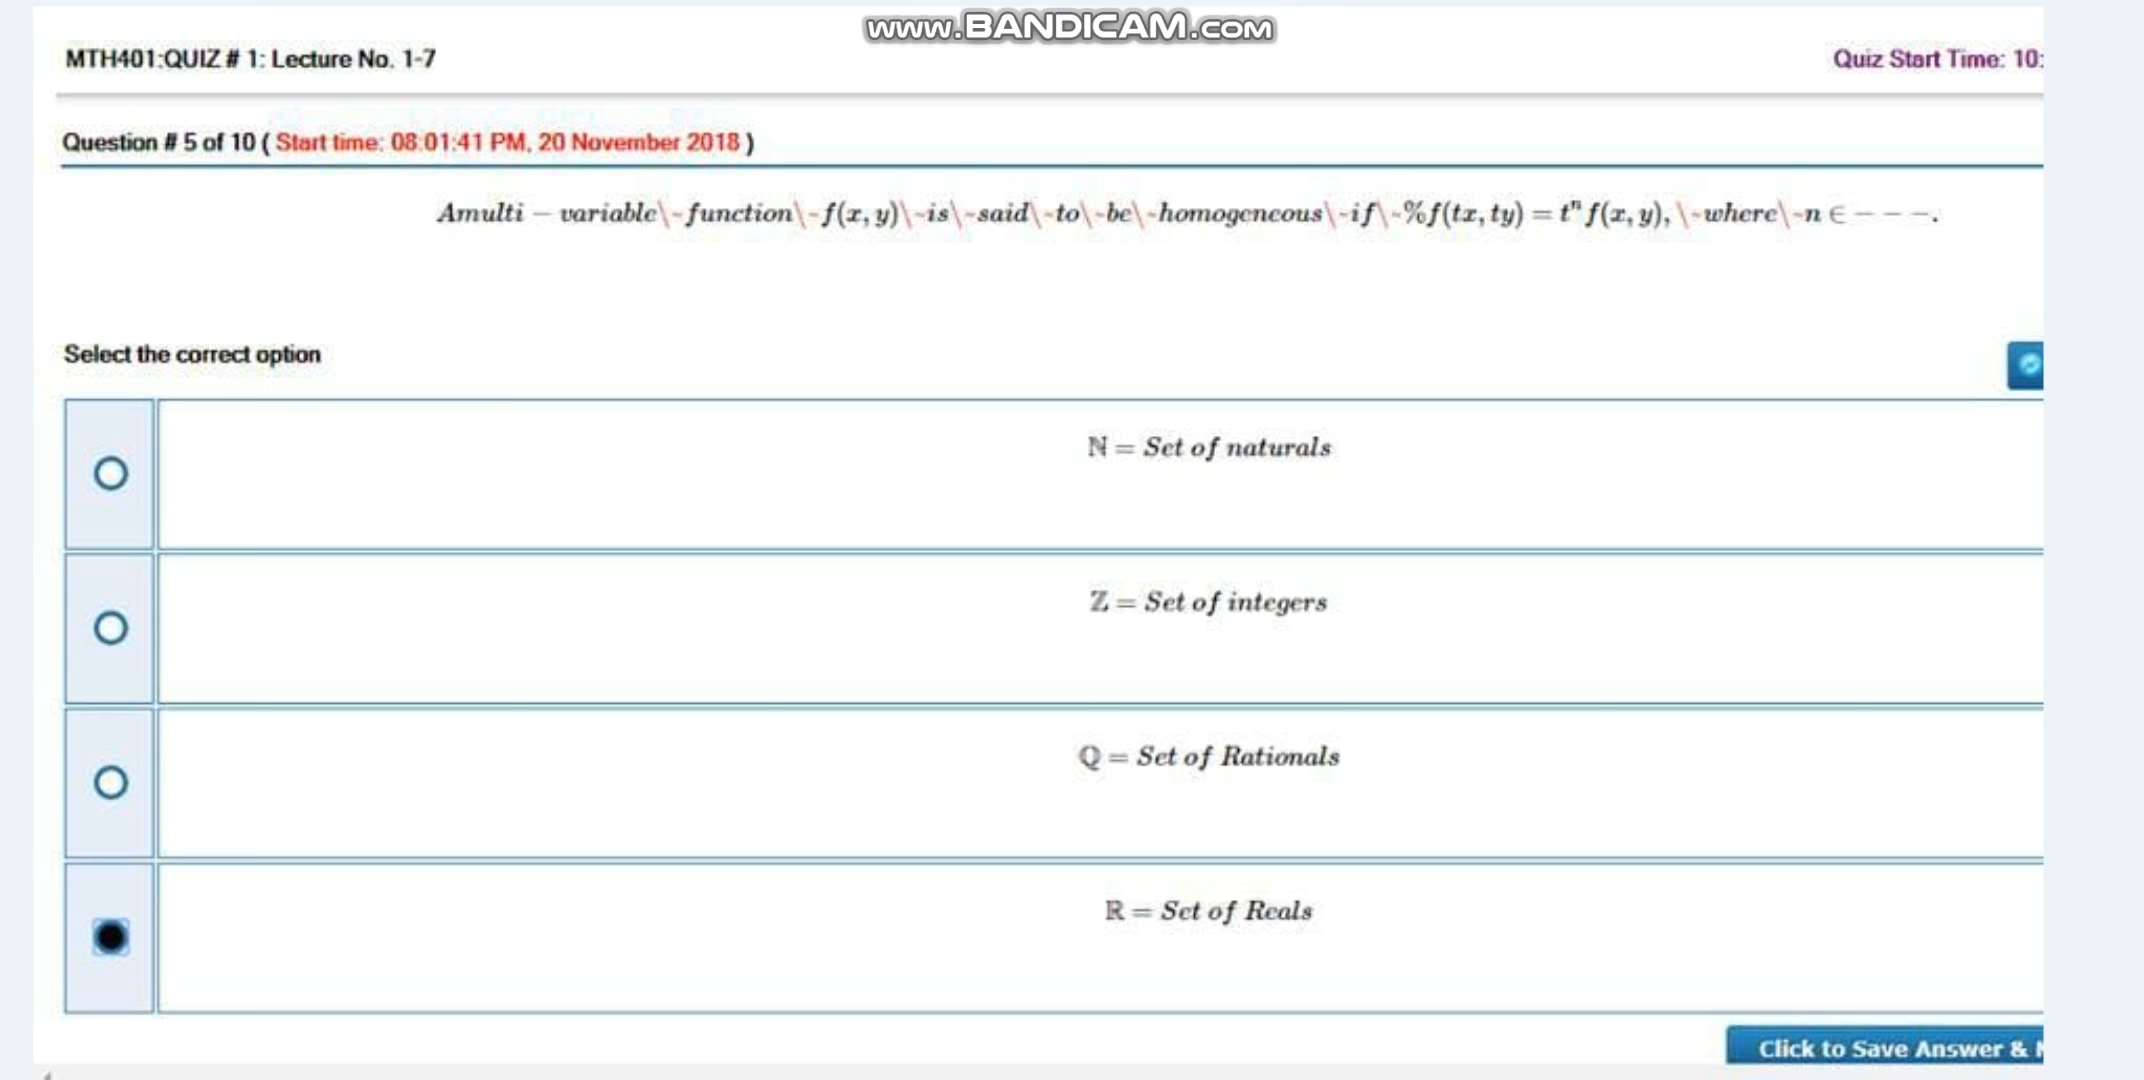 www.BANDICAM.com
MTH401:QUIZ # 1: Lecture No. 1-7
Quiz Start Time: 10:
Question # 5 of 10 ( Start time: 08:01:41 PM, 20 November 2018 )
Amulti − variable\~function\~f(x, y)\~is\~said\~to\~be\~homogeneous\~if\~%f(tx, ty) = tⁿ f(x, y), \~where\~n ∈ − − −.
Select the correct option
ℕ = Set of naturals
ℤ = Set of integers
ℚ = Set of Rationals
ℝ = Set of Reals
Click to Save Answer &